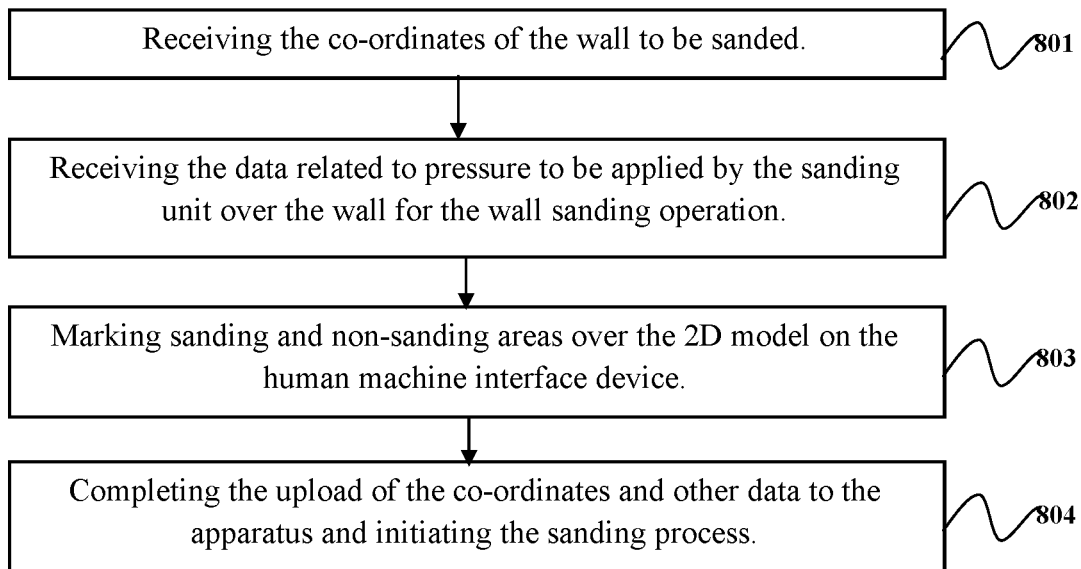 Receiving the co-ordinates of the wall to be sanded.
801
Receiving the data related to pressure to be applied by the sanding
unit over the wall for the wall sanding operation.
802
Marking sanding and non-sanding areas over the 2D model on the
human machine interface device.
803
Completing the upload of the co-ordinates and other data to the
apparatus and initiating the sanding process.
804